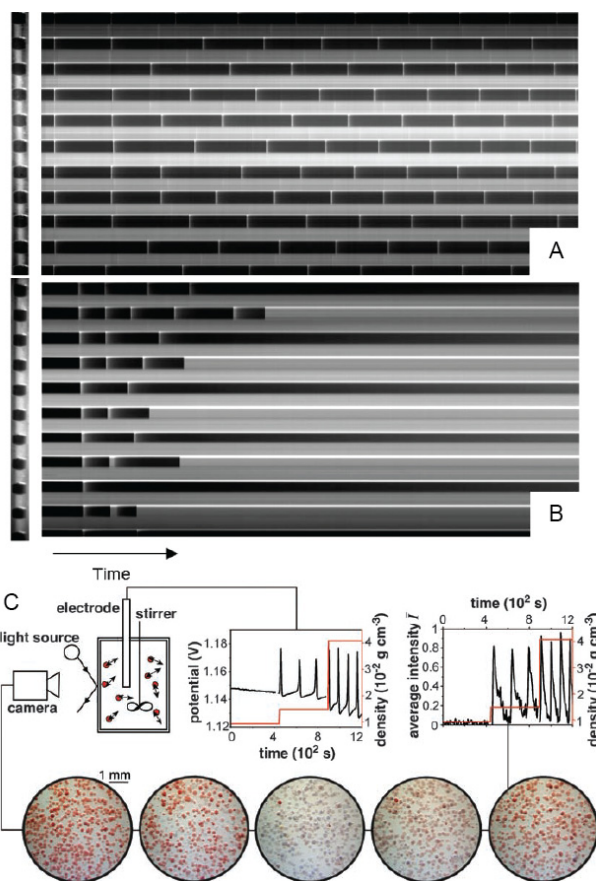 A
B
Time
C
electrode
stirrer
light source
camera
potential (V)
1.18
1.16
1.14
1.12
0 4 8 12
time (10² s)
4
3
2
1
density (10⁻² g cm⁻³)
time (10² s)
0 4 8 12
average intensity Ī
1
0.8
0.6
0.4
0.2
0
4
3
2
1
density (10⁻² g cm⁻³)
1 mm